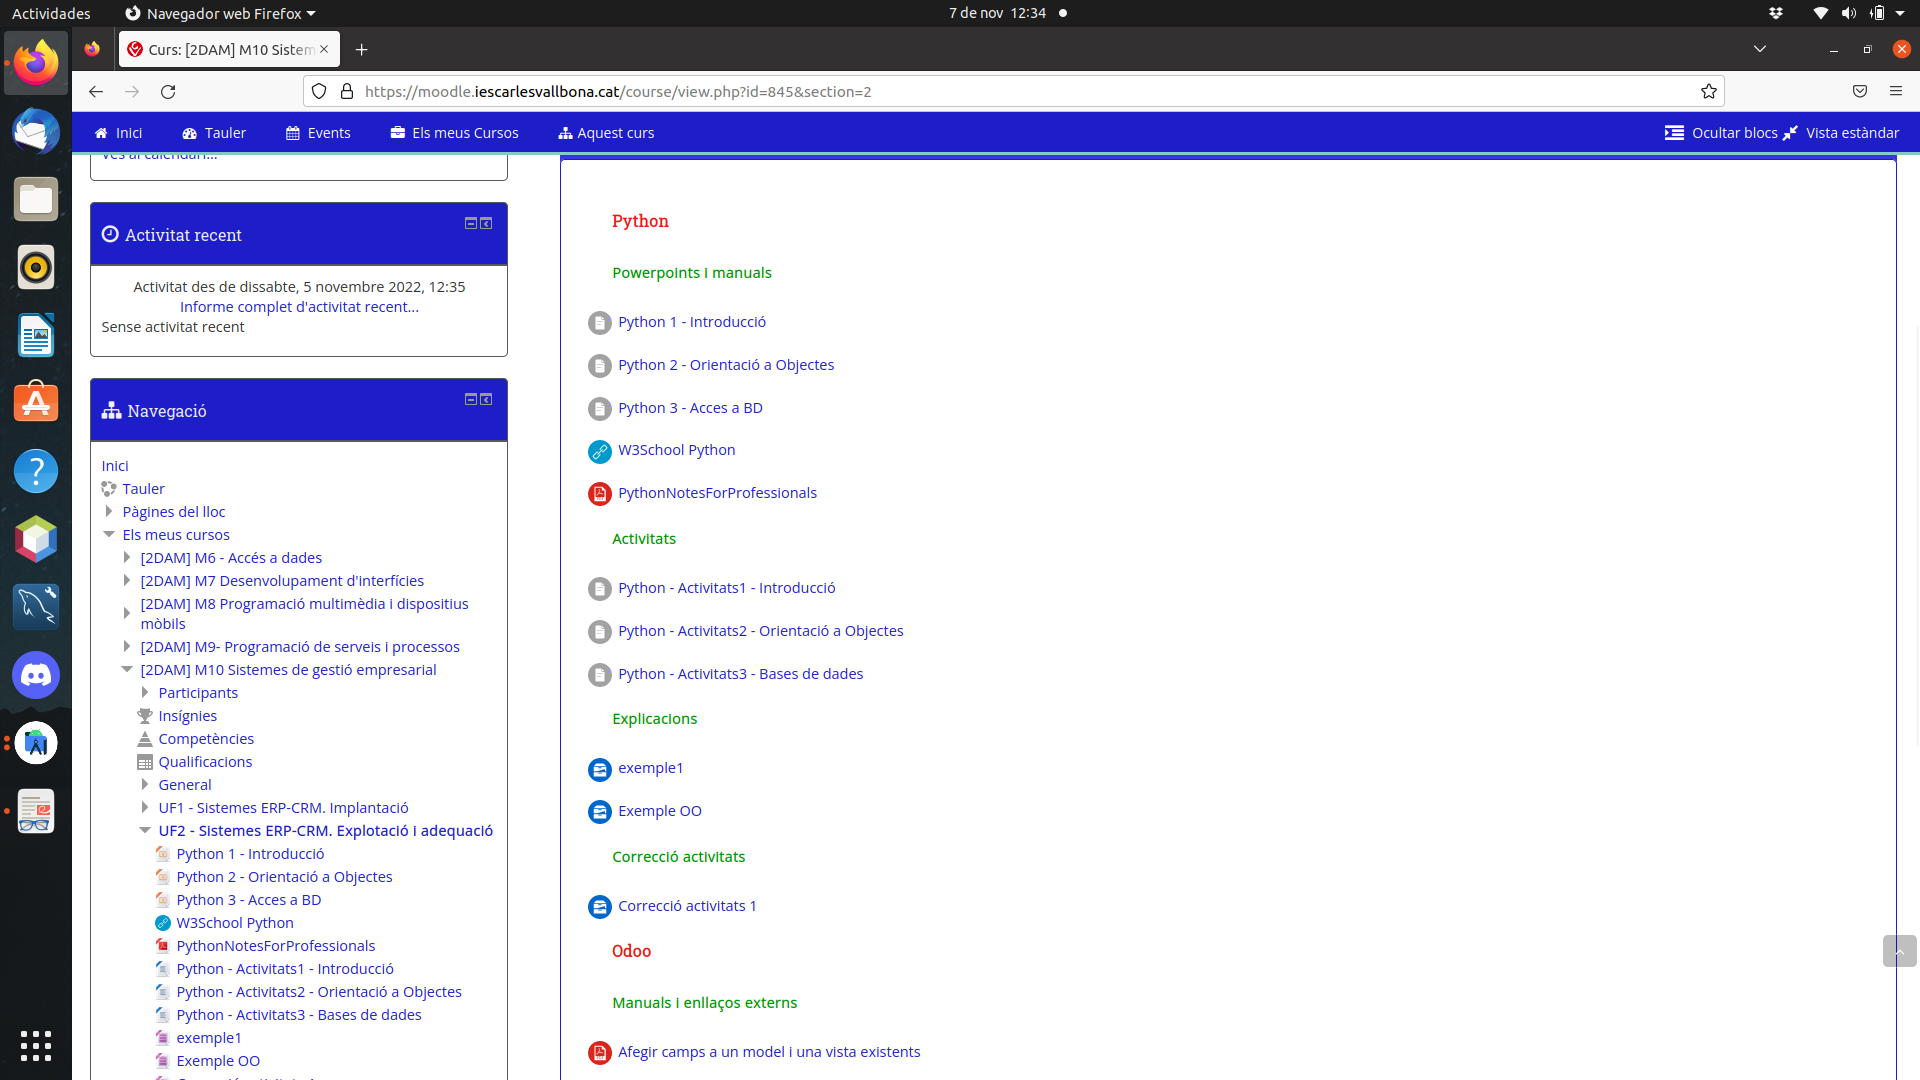 Actividades
Navegador web Firefox
7 de nov 12:34
Curs: [2DAM] M10 Sistem
https://moodle.iescarlesvallbona.cat/course/view.php?id=845&section=2
Inici
Tauler
Events
Els meus Cursos
Aquest curs
Ocultar blocs
Vista estàndar
Ves al calendari...
Activitat recent
Activitat des de dissabte, 5 novembre 2022, 12:35
Informe complet d'activitat recent...
Sense activitat recent
Navegació
Inici
Tauler
Pàgines del lloc
Els meus cursos
[2DAM] M6 - Accés a dades
[2DAM] M7 Desenvolupament d'interfícies
[2DAM] M8 Programació multimèdia i dispositius
mòbils
[2DAM] M9- Programació de serveis i processos
[2DAM] M10 Sistemes de gestió empresarial
Participants
Insígnies
Competències
Qualificacions
General
UF1 - Sistemes ERP-CRM. Implantació
UF2 - Sistemes ERP-CRM. Explotació i adequació
Python 1 - Introducció
Python 2 - Orientació a Objectes
Python 3 - Acces a BD
W3School Python
PythonNotesForProfessionals
Python - Activitats1 - Introducció
Python - Activitats2 - Orientació a Objectes
Python - Activitats3 - Bases de dades
exemple1
Exemple OO
Python
Powerpoints i manuals
Python 1 - Introducció
Python 2 - Orientació a Objectes
Python 3 - Acces a BD
W3School Python
PythonNotesForProfessionals
Activitats
Python - Activitats1 - Introducció
Python - Activitats2 - Orientació a Objectes
Python - Activitats3 - Bases de dades
Explicacions
exemple1
Exemple OO
Correcció activitats
Correcció activitats 1
Odoo
Manuals i enllaços externs
Afegir camps a un model i una vista existents